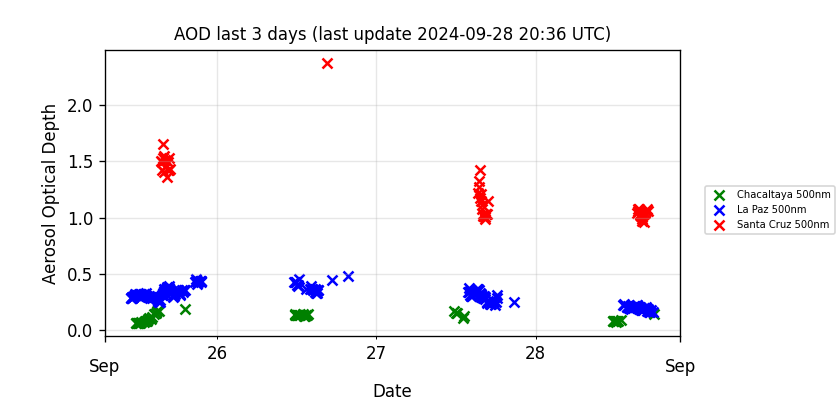 AOD last 3 days (last update 2024-09-28 20:36 UTC)
Aerosol Optical Depth
2.0
1.5
1.0
0.5
0.0
26
27
28
Sep
Sep
Date
Chacaltaya 500nm
La Paz 500nm
Santa Cruz 500nm